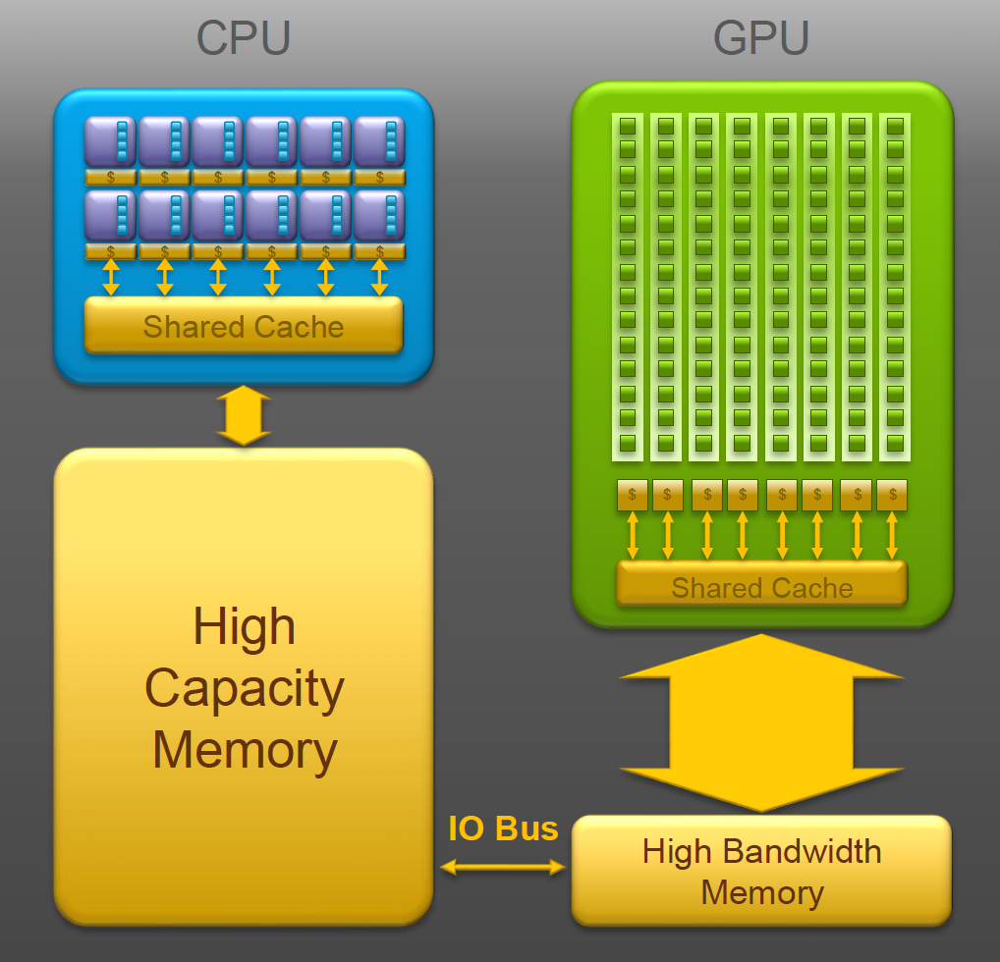 CPU
GPU
$ $ $ $ $ $
$ $ $ $ $ $
Shared Cache
$ $ $ $ $ $ $ $
Shared Cache
High
Capacity
Memory
IO Bus
High Bandwidth
Memory